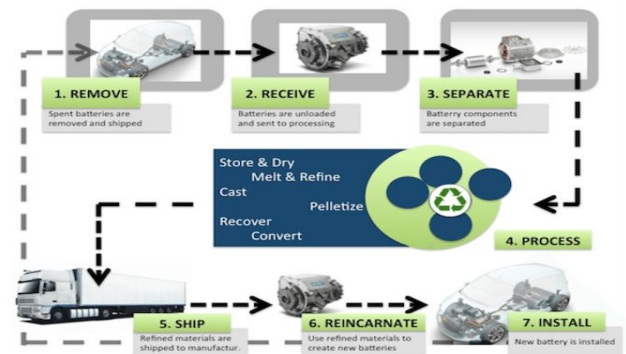 1. REMOVE
Spent batteries are
removed and shipped
2. RECEIVE
Batteries are unloaded
and sent to processing
3. SEPARATE
Batterry components
are separated
Store & Dry
Melt & Refine
Cast
Pelletize
Recover
Convert
4. PROCESS
5. SHIP
Refined materials are
shipped to manufactur.
6. REINCARNATE
Use refined materials to
create new batteries
7. INSTALL
New battery is installed